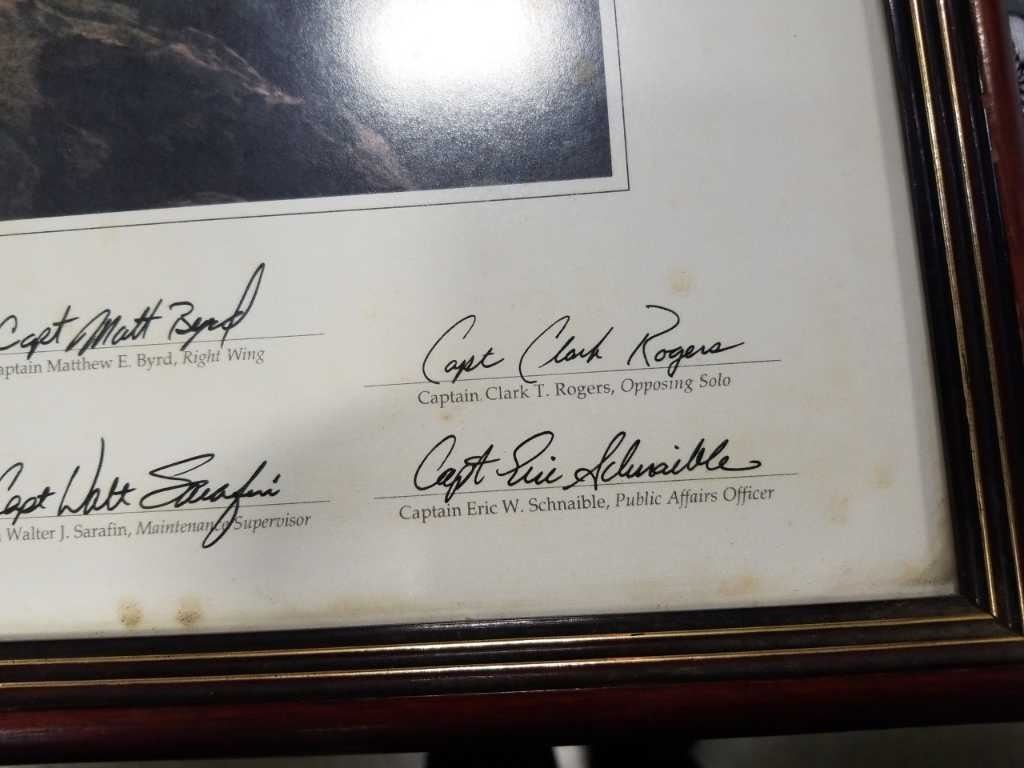 Capt Matt Byrd
aptain Matthew E. Byrd, Right Wing
Capt Clark Rogers
Captain Clark T. Rogers, Opposing Solo
Capt Walt Sarafin
Walter J. Sarafin, Maintenance Supervisor
Capt Eric Schnaible
Captain Eric W. Schnaible, Public Affairs Officer